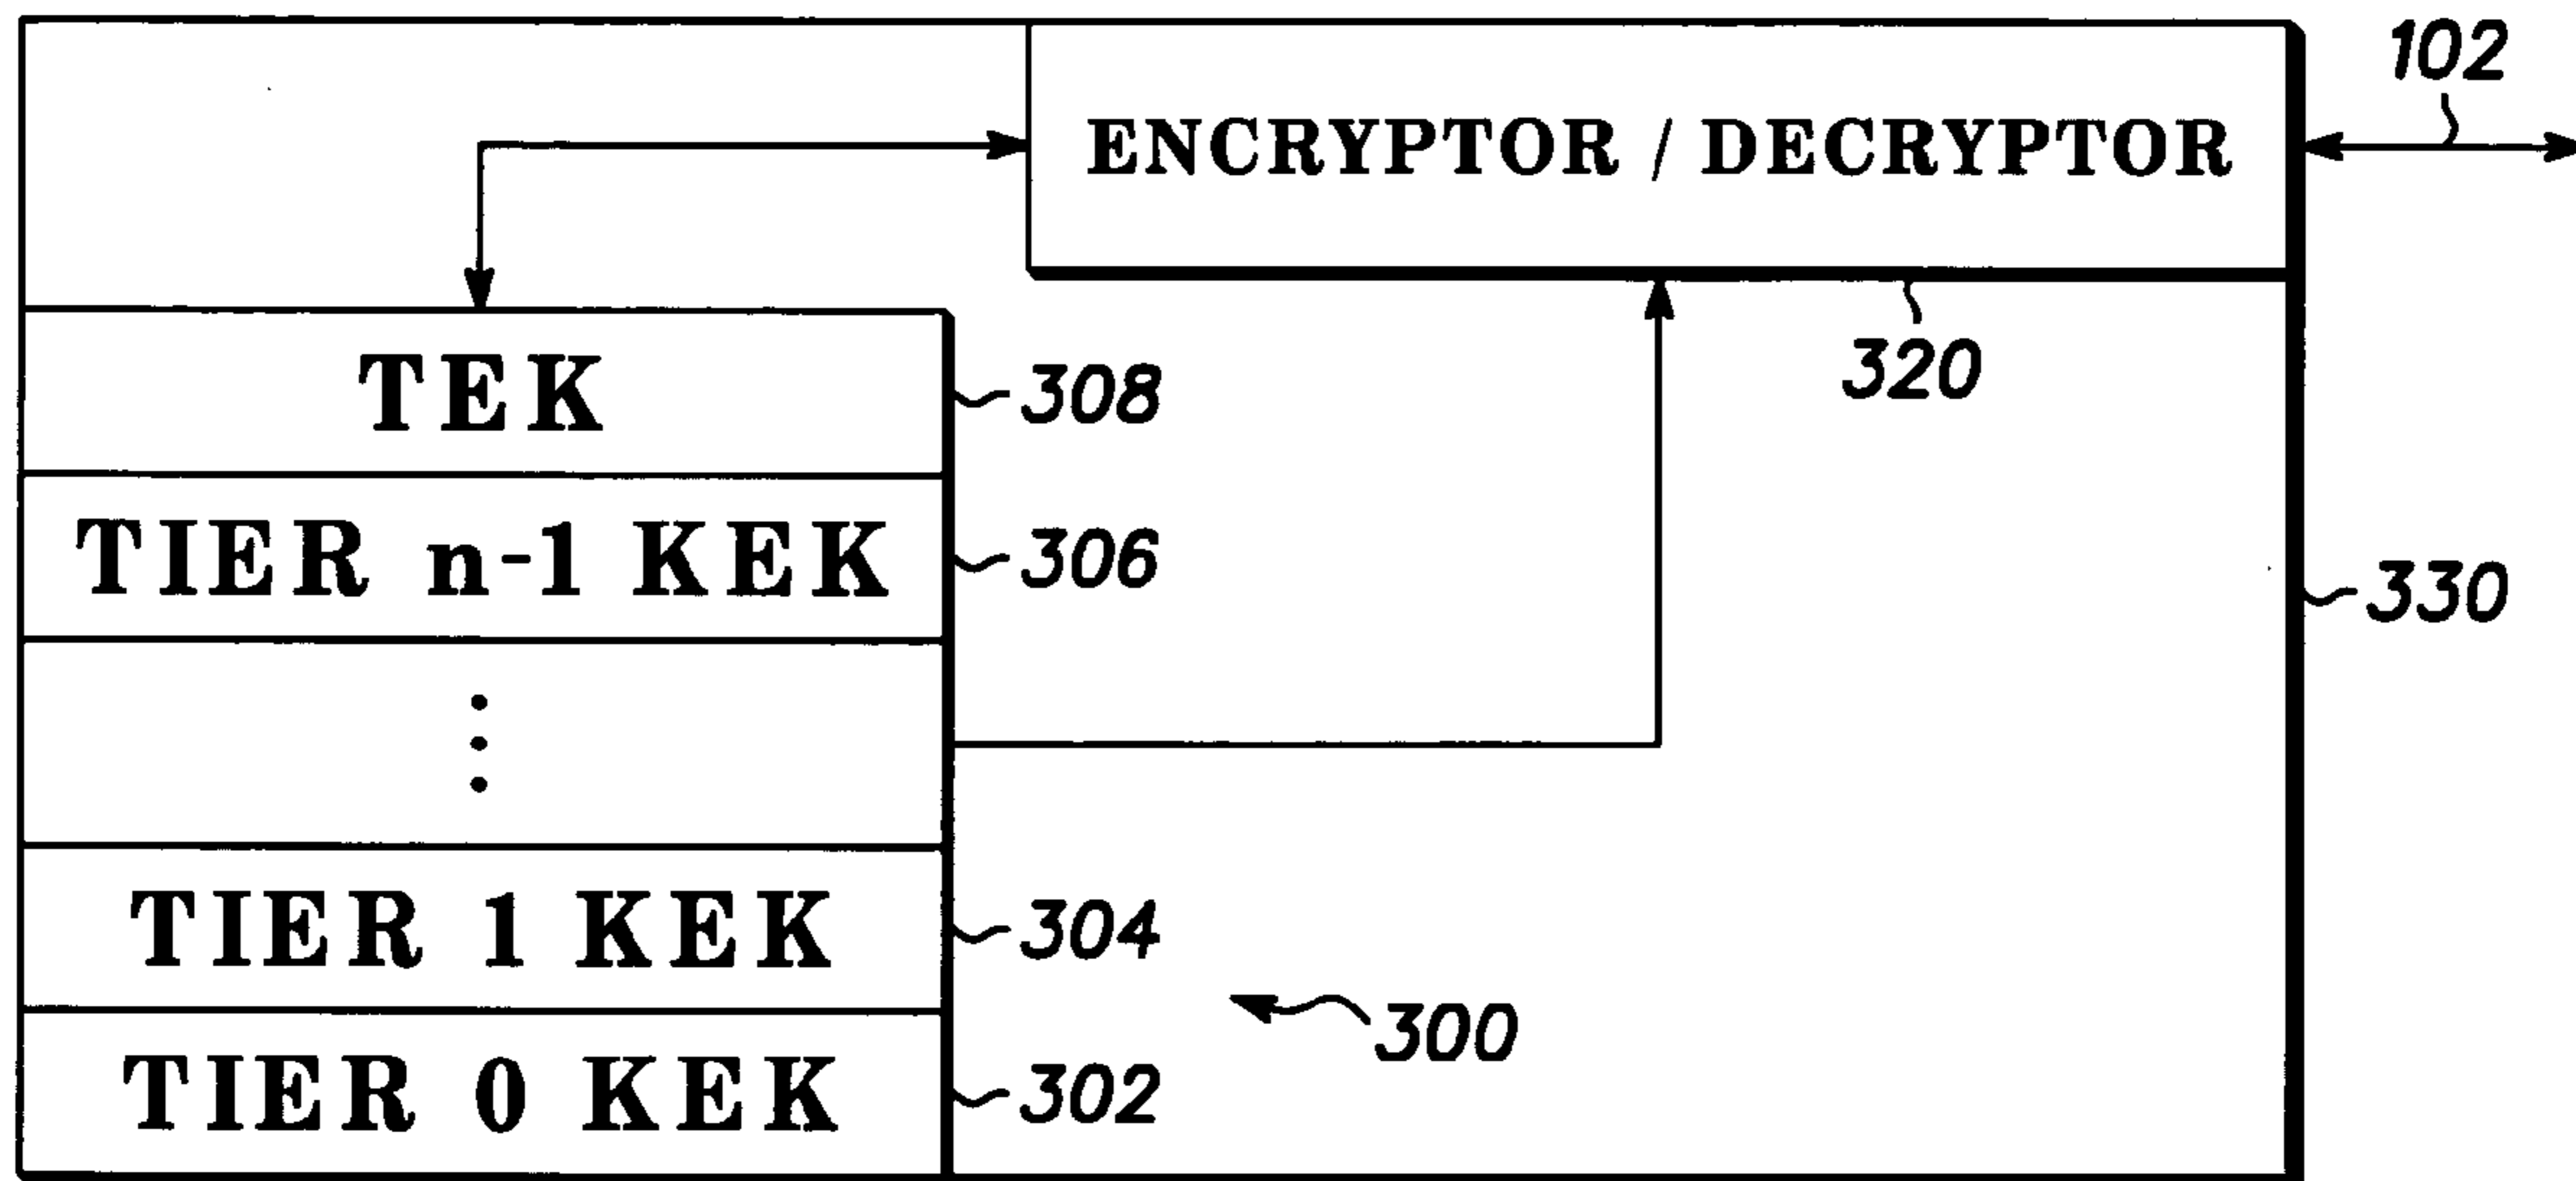 102
ENCRYPTOR / DECRYPTOR
320
TEK
308
TIER n-1 KEK
306
330
TIER 1 KEK
304
300
TIER 0 KEK
302